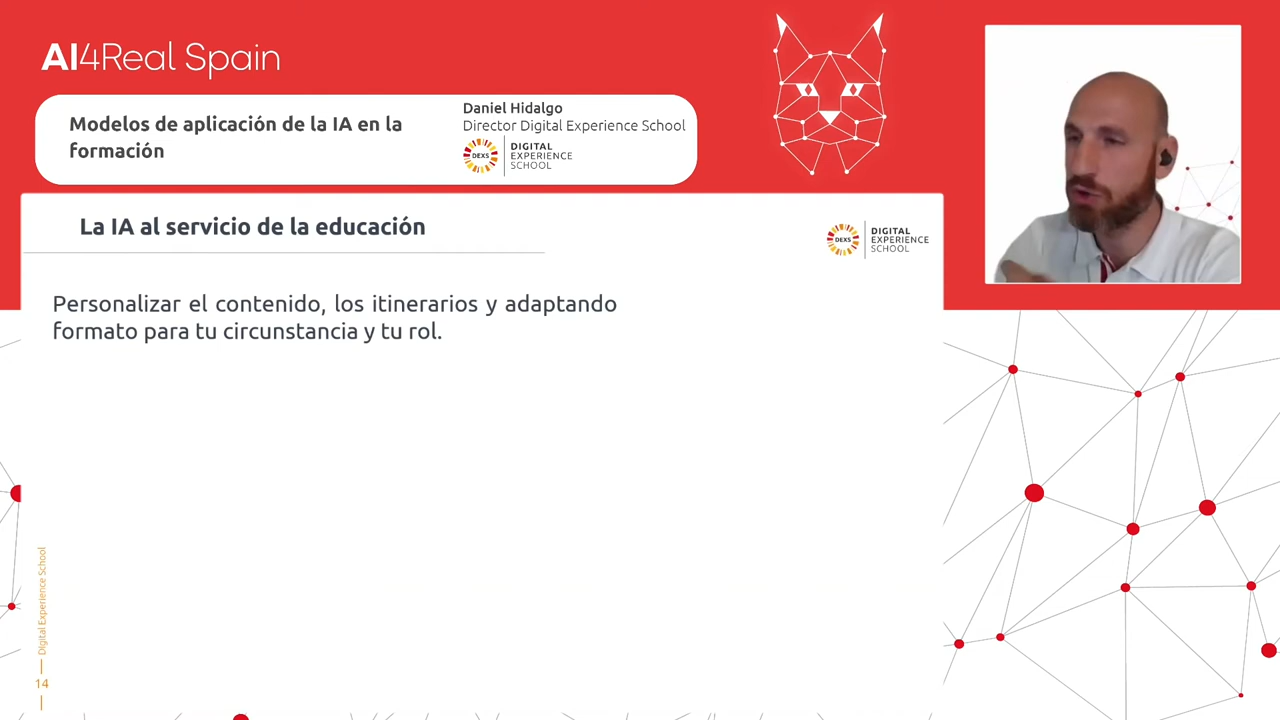 AI4Real Spain
Modelos de aplicación de la IA en la
formación
Daniel Hidalgo
Director Digital Experience School
DEXS
DIGITAL
EXPERIENCE
SCHOOL
La IA al servicio de la educación
DEXS
DIGITAL
EXPERIENCE
SCHOOL
Personalizar el contenido, los itinerarios y adaptando
formato para tu circunstancia y tu rol.
Digital Experience School
14